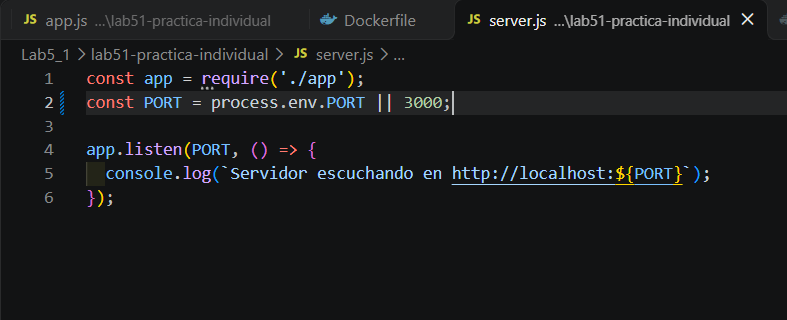 JS app.js ...\lab51-practica-individual Dockerfile JS server.js ...\lab51-practica-individual ×
Lab5_1 > lab51-practica-individual > JS server.js > ...
1 const app = require('./app');
2 const PORT = process.env.PORT || 3000;
3
4 app.listen(PORT, () => {
5   console.log(`Servidor escuchando en http://localhost:${PORT}`);
6 });